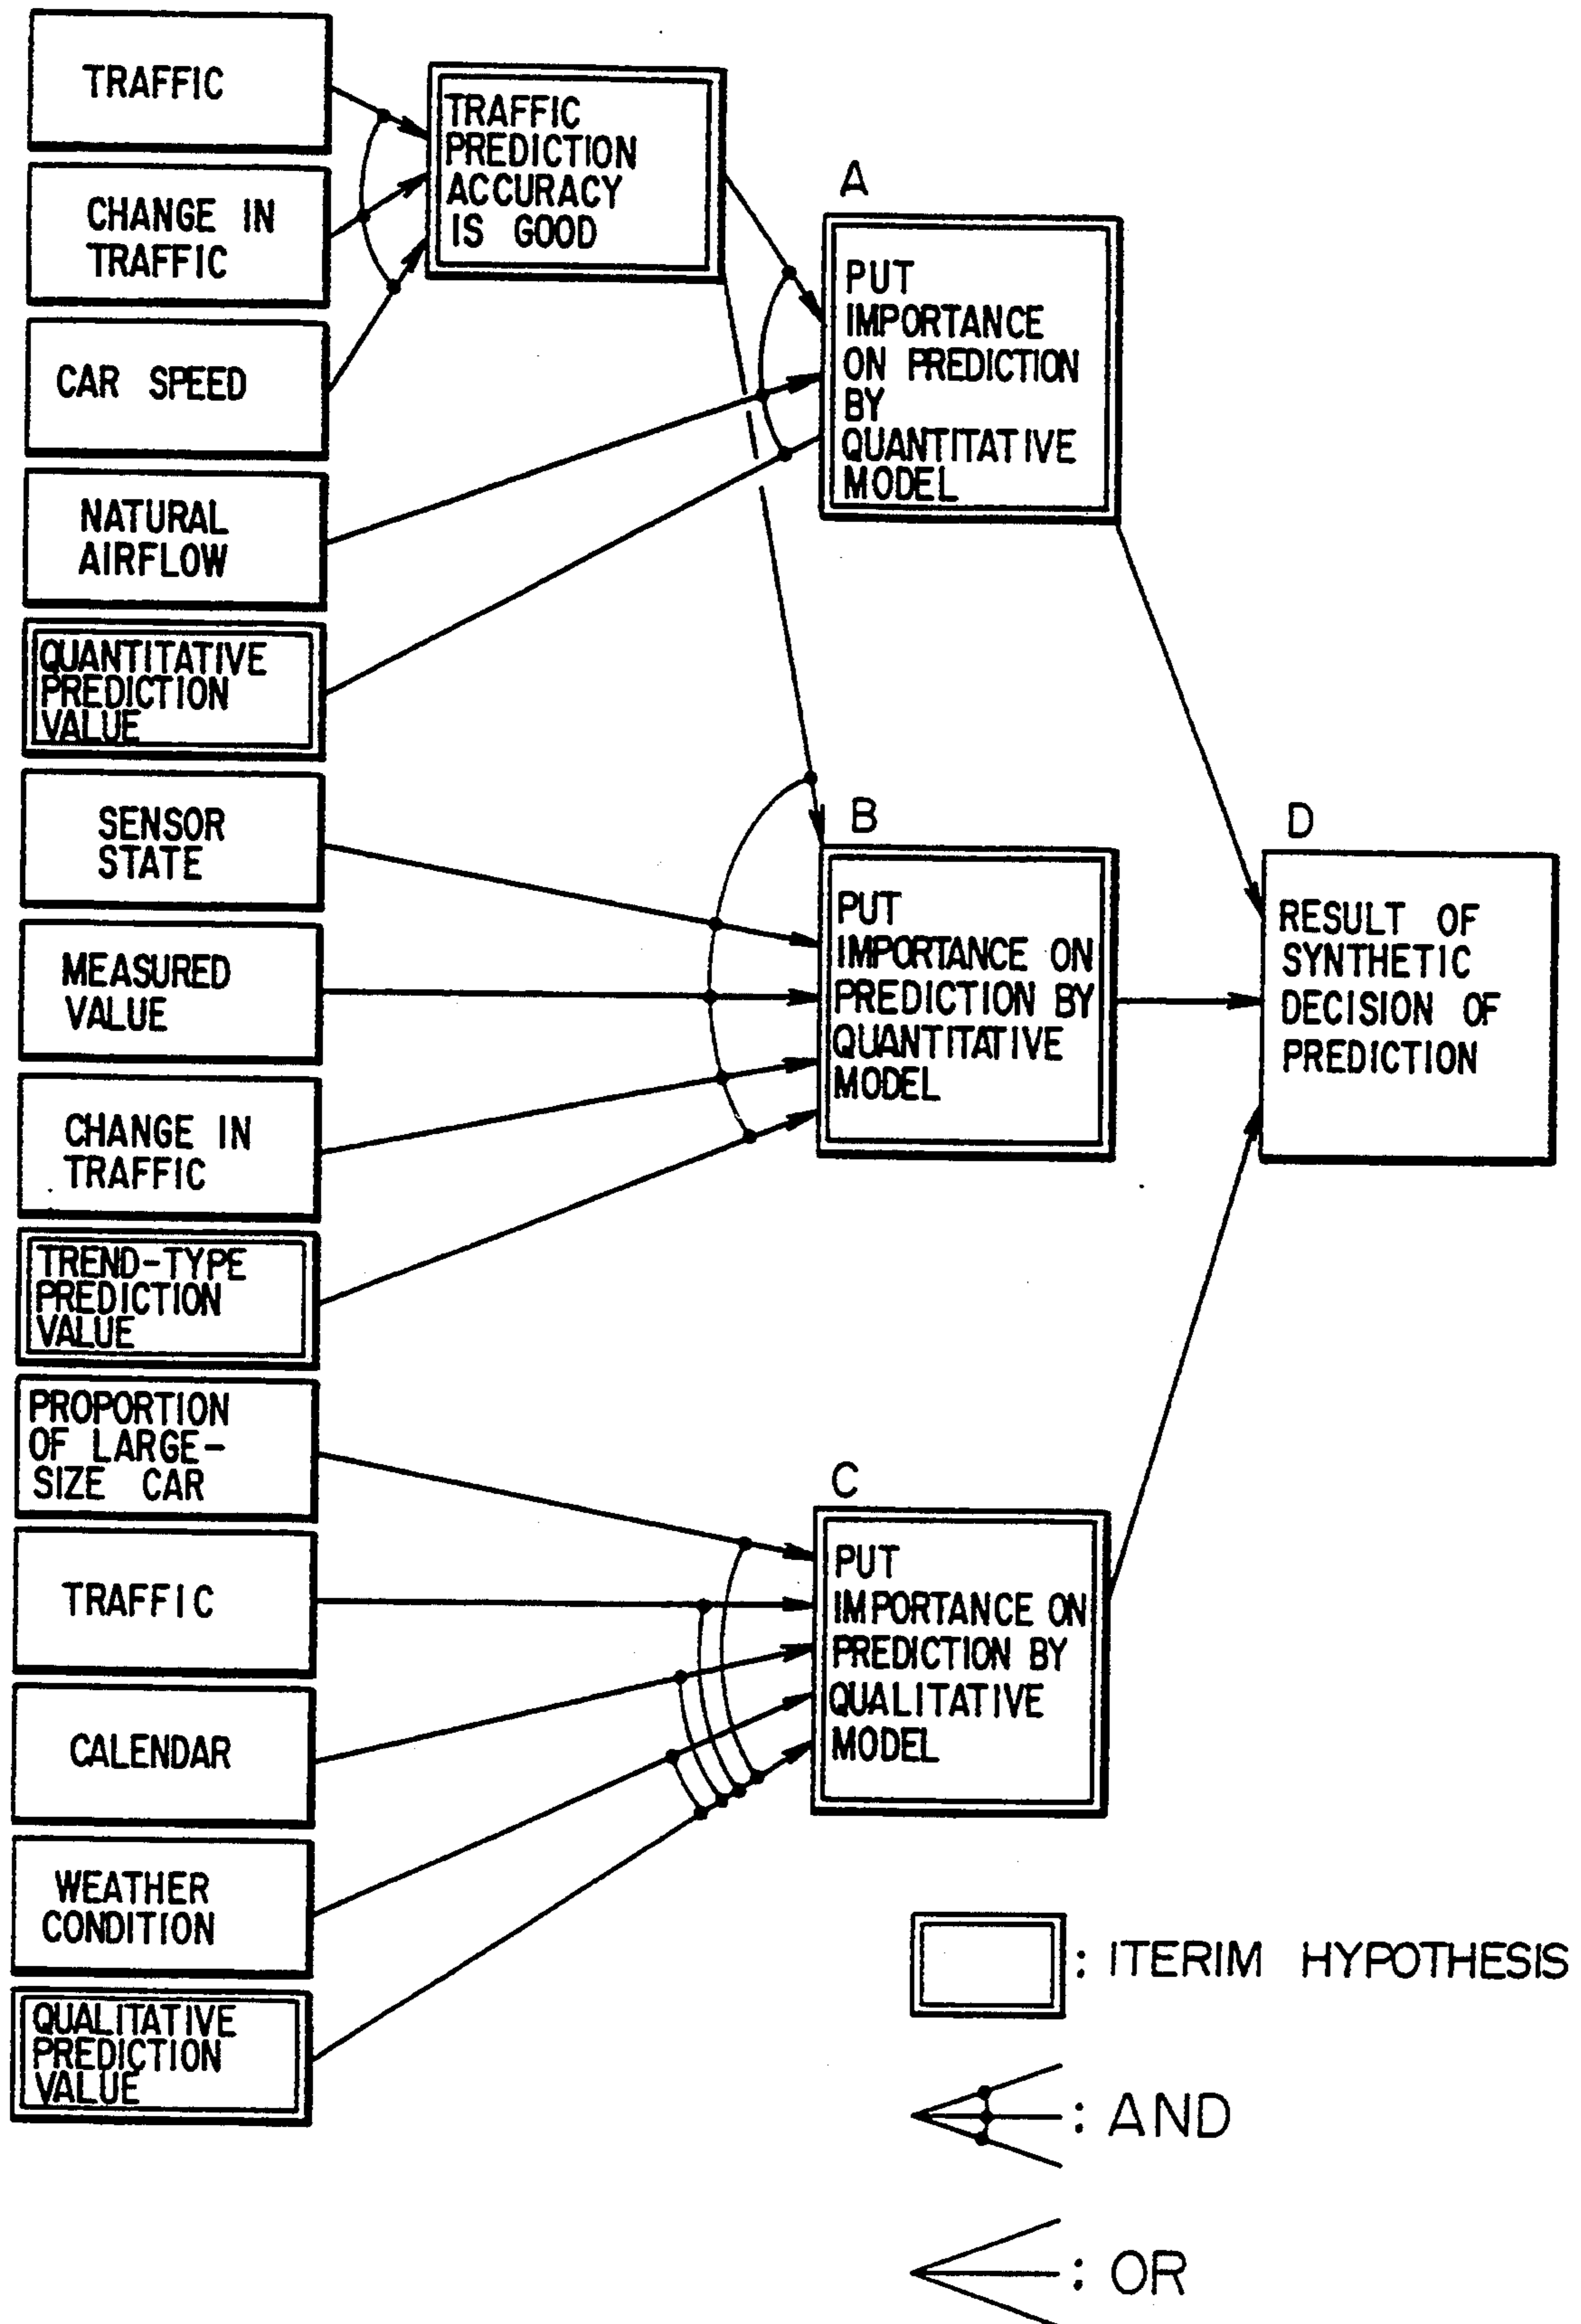 TRAFFIC
CHANGE IN
TRAFFIC
CAR SPEED
NATURAL
AIRFLOW
QUANTITATIVE
PREDICTION
VALUE
SENSOR
STATE
MEASURED
VALUE
CHANGE IN
TRAFFIC
TREND-TYPE
PREDICTION
VALUE
PROPORTION
OF LARGE-
SIZE CAR
TRAFFIC
CALENDAR
WEATHER
CONDITION
QUALITATIVE
PREDICTION
VALUE
TRAFFIC
PREDICTION
ACCURACY
IS GOOD
A
PUT
IMPORTANCE
ON PREDICTION
BY
QUANTITATIVE
MODEL
B
PUT
IMPORTANCE ON
PREDICTION BY
QUANTITATIVE
MODEL
C
PUT
IMPORTANCE ON
PREDICTION BY
QUALITATIVE
MODEL
D
RESULT OF
SYNTHETIC
DECISION OF
PREDICTION
: ITERIM HYPOTHESIS
: AND
: OR